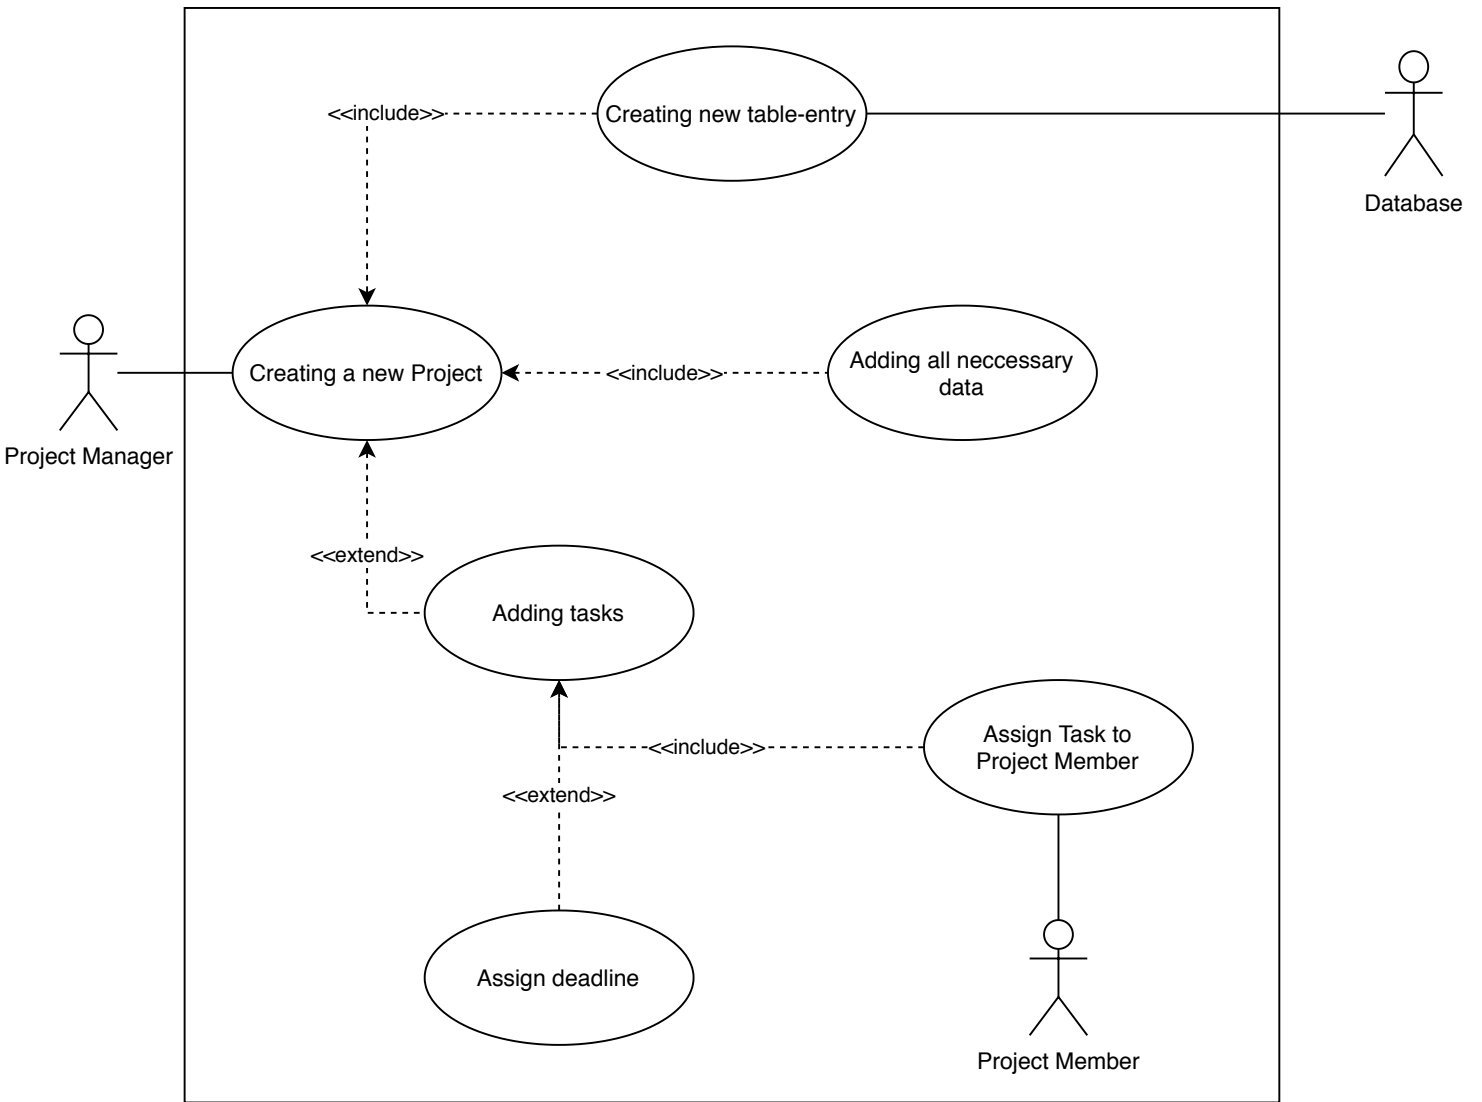 <<include>>
Creating new table-entry
Database
Creating a new Project
<<include>>
Adding all neccessary
data
Project Manager
<<extend>>
Adding tasks
<<include>>
Assign Task to
Project Member
<<extend>>
Assign deadline
Project Member